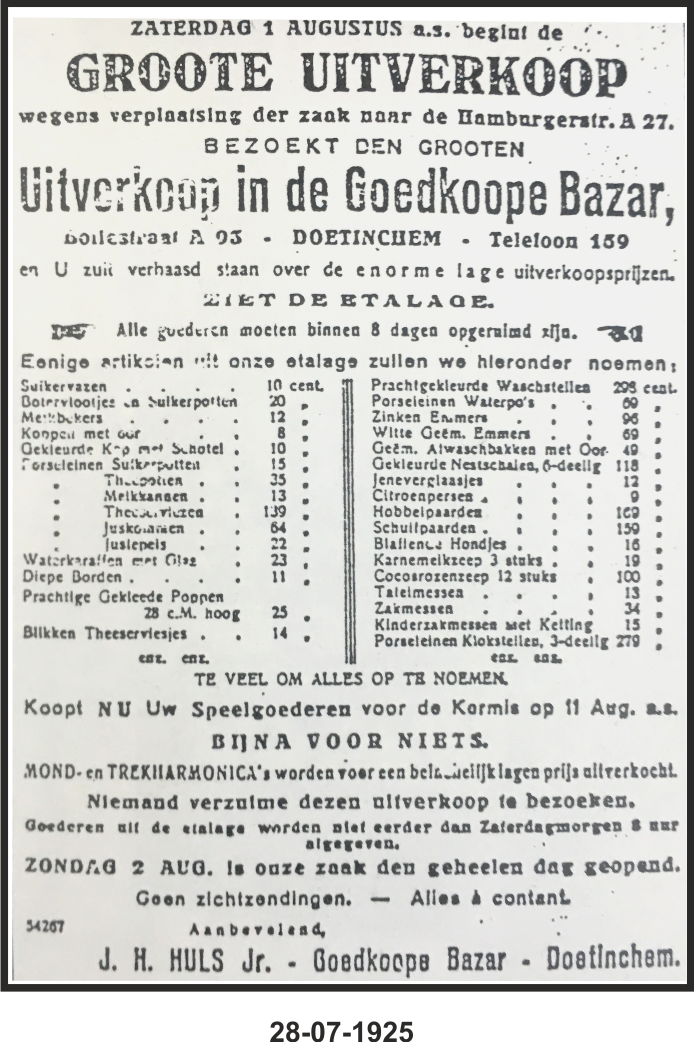 ZATERDAG 1 AUGUSTUS a.s. begint de
GROOTE UITVERKOOP
wegens verplaatsing der zaak naar de Hamburgerstr. A 27.
BEZOEKT DEN GROOTEN
Uitverkoop in de Goedkoope Bazar,
A 93 - DOETINCHEM - Telefoon 159
en U zult verbaasd staan over de enorme lage uitverkoopsprijzen.
ZIET DE ETALAGE.
Alle goederen moeten binnen 8 dagen opgeruimd zijn.
Eenige artikelen uit onze etalage zullen we hieronder noemen:
Suikervazen . . . . 10 cent.
Botervlootjes en Suikerpotten 20 „
Melkbekers . . . 12 „
Koppen met oor . . 8 „
Gekleurde Kop met Schotel . 10 „
Porseleinen Suikerpotten . 15 „
„ Theepotten . 35 „
„ Melkkannen . 13 „
„ Theeserviezen 139 „
„ Juskommen . 64 „
„ Juslepels . 22 „
Waterkaraffen met Glas . 23 „
Diepe Borden . . . . 11 „
Prachtige Gekleede Poppen
28 c.M. hoog 25 „
Blikken Theeserviesjes . . 14 „
enz. enz.
Prachtgekleurde Waschstellen 298 cent.
Porseleinen Waterpo's . . 69 „
Zinken Emmers . . . 96 „
Witte Geëm. Emmers . . 69 „
Geëm. Afwaschbakken met Oor 49 „
Gekleurde Nestschalen, 6-deelig 118 „
Jeneverglaasjes . . . 12 „
Citroenpersen . . . . 9 „
Hobbelpaarden . . . 169 „
Schuifpaarden . . . . 159 „
Blaffende Hondjes . . . 16 „
Karnemelkzeep 3 stuks . . 19 „
Cocosrozenzeep 12 stuks . 100 „
Tafelmessen . . . . 13 „
Zakmessen . . . . 34 „
Kinderzakmessen met Ketting 15 „
Porseleinen Klokstellen, 3-deelig 279 „
enz. enz.
TE VEEL OM ALLES OP TE NOEMEN.
Koopt NU Uw Speelgoederen voor de Kermis op 11 Aug. a.s.
BIJNA VOOR NIETS.
MOND- en TREKHARMONICA's worden voor een belachelijk lagen prijs uitverkocht.
Niemand verzuime dezen uitverkoop te bezoeken.
Goederen uit de etalage worden niet eerder dan Zaterdagmorgen 8 uur
afgegeven.
ZONDAG 2 AUG. is onze zaak den geheelen dag geopend.
Geen zichtzendingen. — Alles à contant.
54267 Aanbevelend,
J. H. HULS Jr. - Goedkoope Bazar - Doetinchem.
28-07-1925